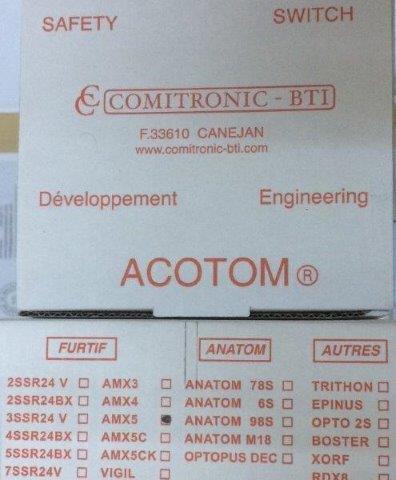 SAFETY SWITCH
CC COMITRONIC - BTI
F.33610 CANEJAN
www.comitronic-bti.com
Développement Engineering
ACOTOM ®
FURTIF ANATOM AUTRES
2SSR24 V AMX3 ANATOM 78S TRITHON
2SSR24BX AMX4 ANATOM 6S EPINUS
3SSR24 V AMX5 ANATOM 98S OPTO 2S
4SSR24BX AMX5C ANATOM M18 BOSTER
5SSR24BX AMX5CK OPTOPUS DEC XORF
7SSR24V VIGIL RDX8